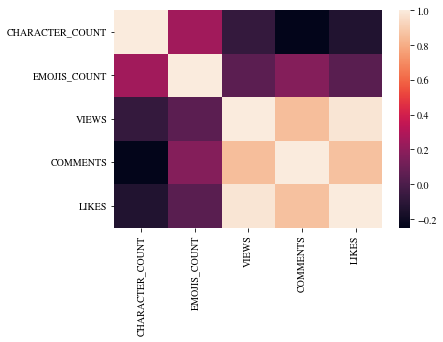 CHARACTER_COUNT
EMOJIS_COUNT
VIEWS
COMMENTS
LIKES
CHARACTER_COUNT
EMOJIS_COUNT
VIEWS
COMMENTS
LIKES
1.0
0.8
0.6
0.4
0.2
0.0
−0.2